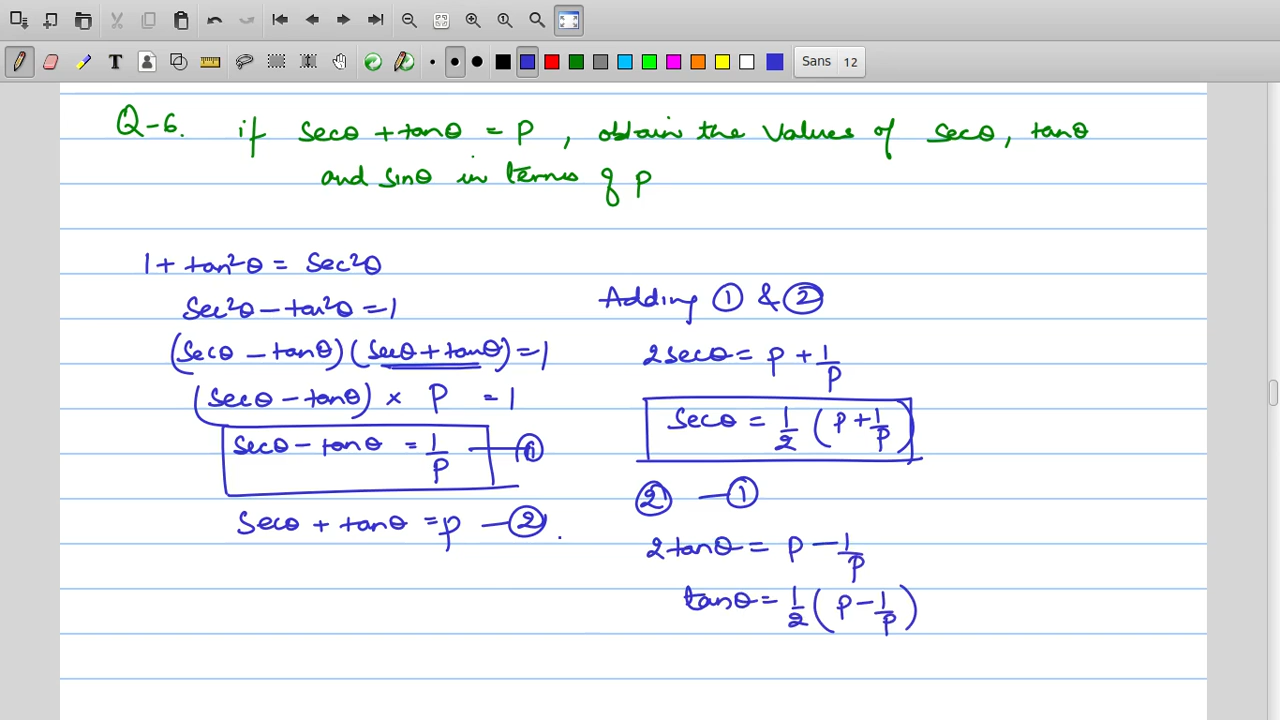 Sans 12
Q-6. if secθ + tanθ = P, obtain the values of secθ, tanθ
and sinθ in terms of p
1 + tan²θ = Sec²θ
Sec²θ - tan²θ = 1
(Secθ - tanθ)(Secθ + tanθ) = 1
(Secθ - tanθ) × P = 1
Secθ - tanθ = 1/P — ①
Secθ + tanθ = p — ②
Adding ① & ②
2secθ = p + 1/P
Secθ = 1/2 (p + 1/p)
② — ①
2tanθ = p - 1/p
tanθ = 1/2 (p - 1/p)